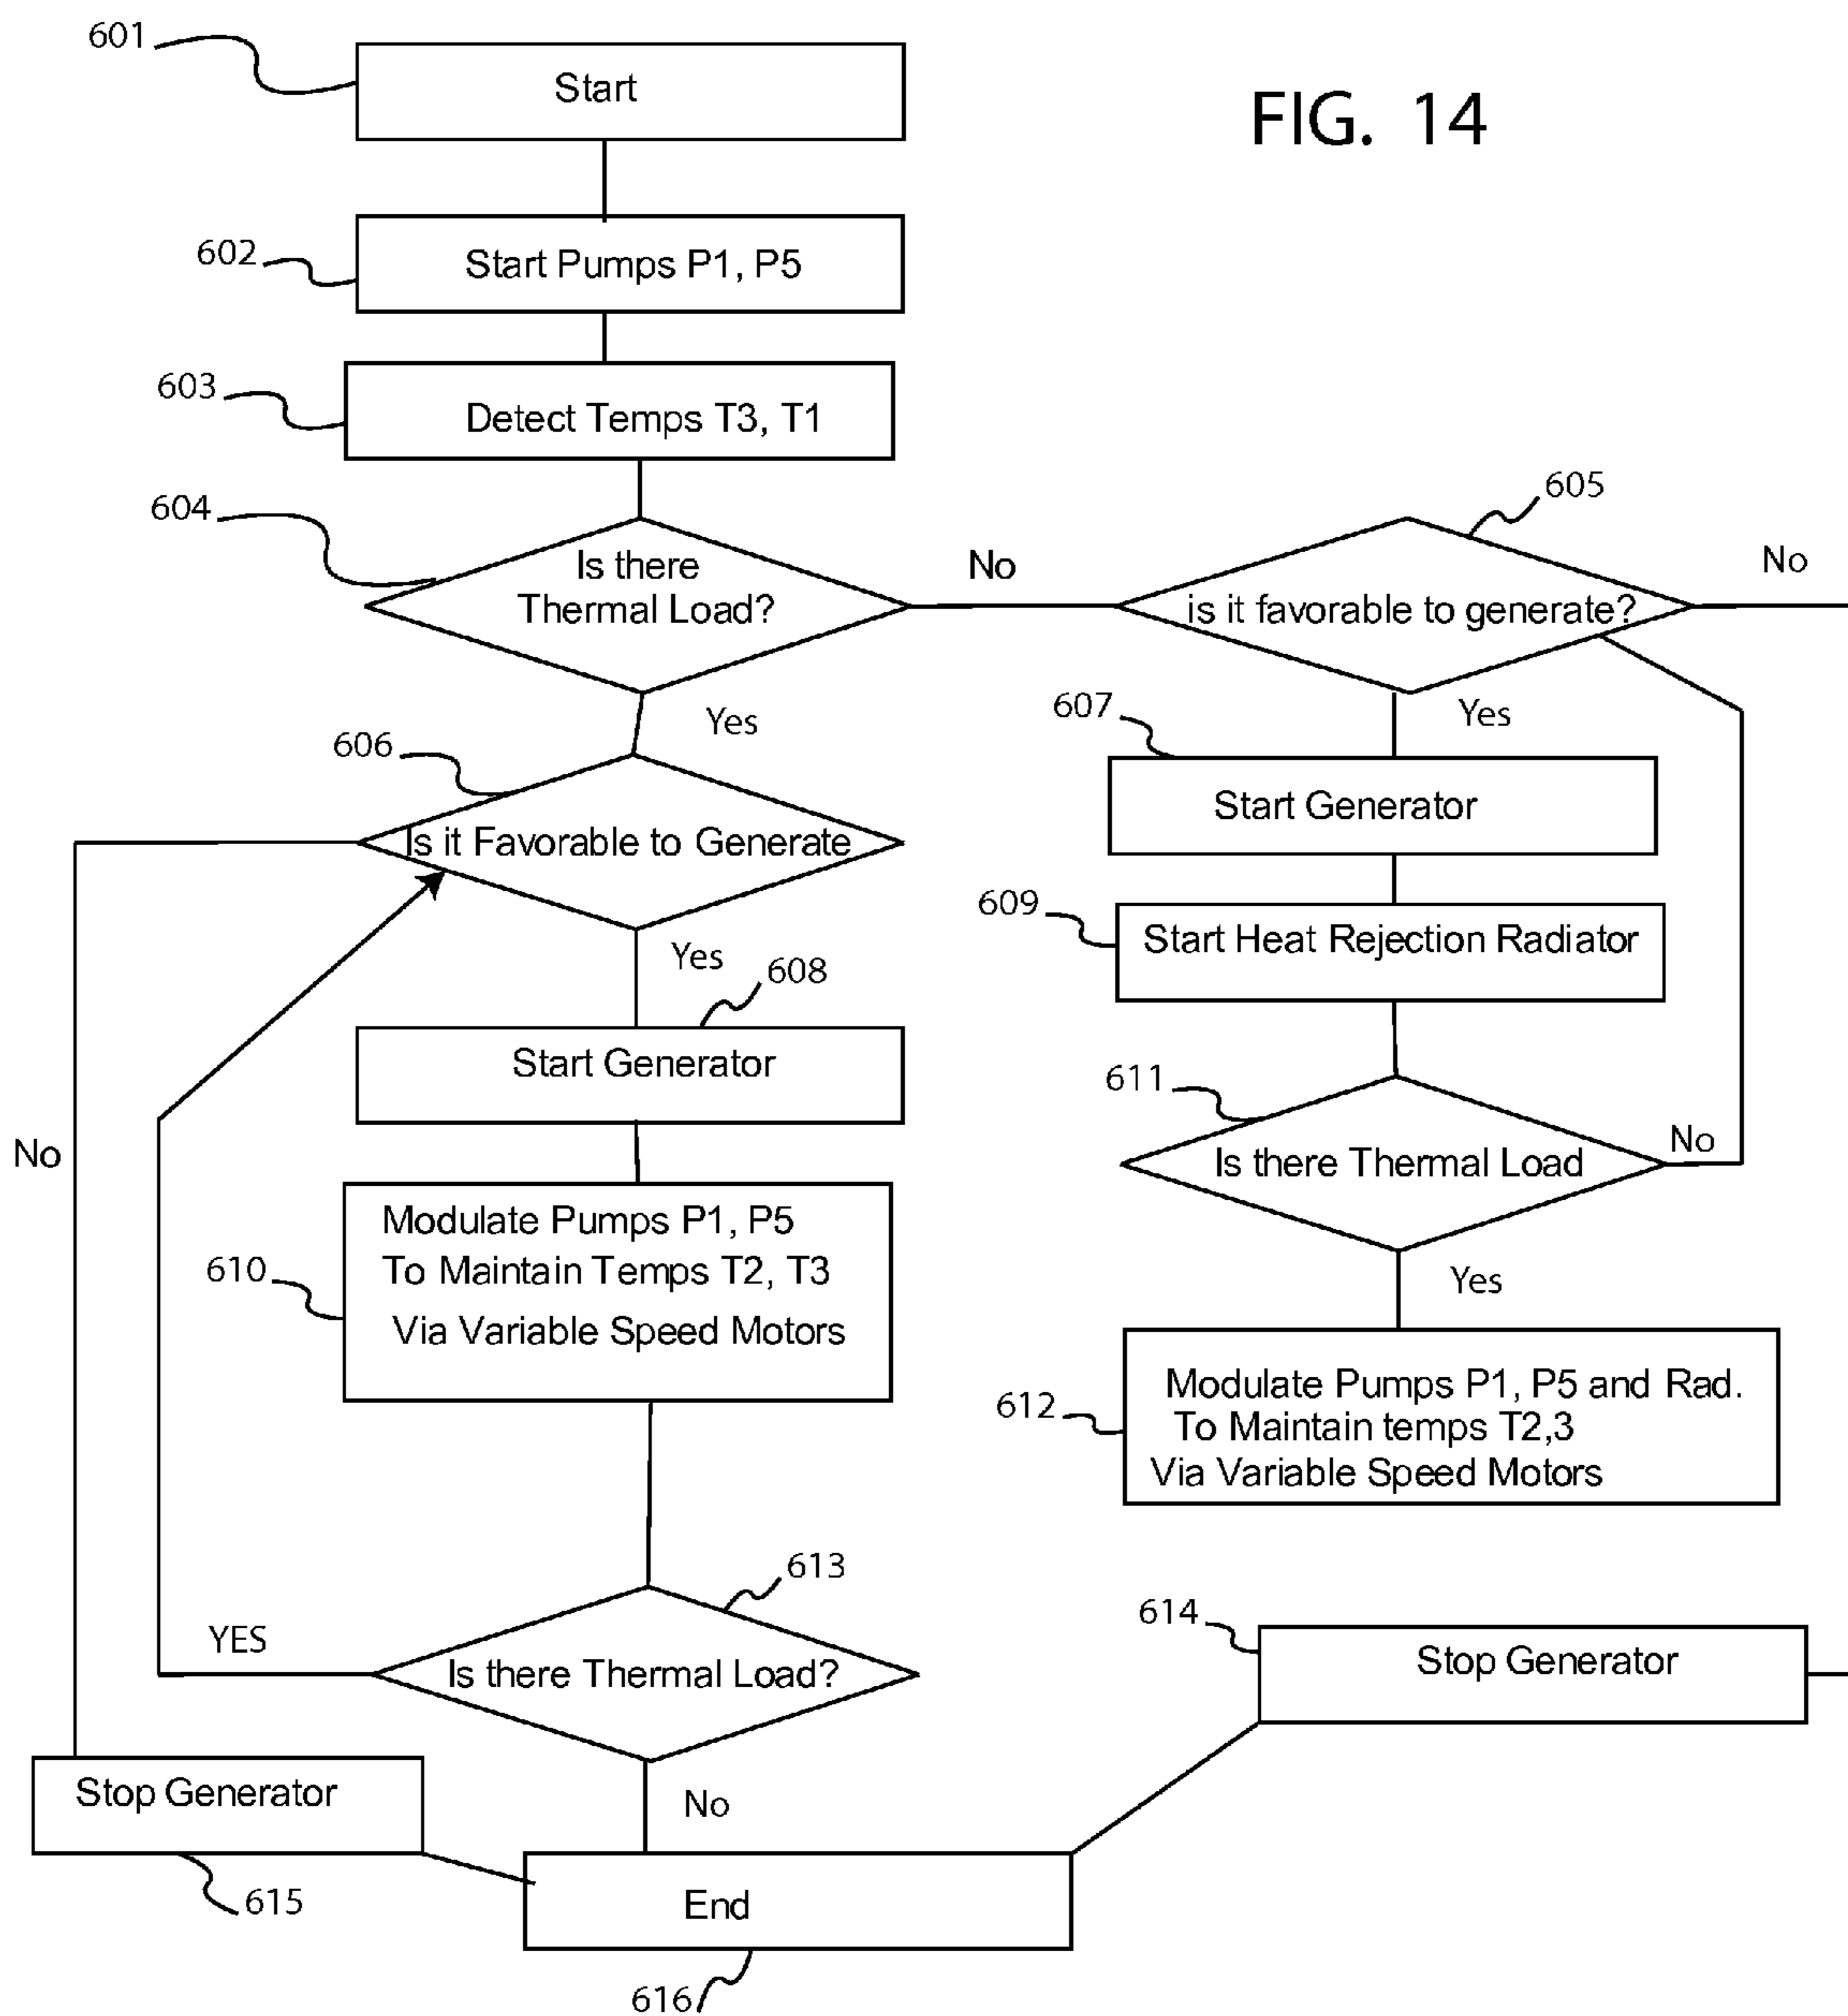 601
Start
FIG. 14
602
Start Pumps P1, P5
603
Detect Temps T3, T1
604
Is there
Thermal Load?
No
605
is it favorable to generate?
No
Yes
606
Is it Favorable to Generate
607
Yes
Start Generator
609
Start Heat Rejection Radiator
Yes
608
Start Generator
611
Is there Thermal Load
No
No
610
Modulate Pumps P1, P5
To Maintain Temps T2, T3
Via Variable Speed Motors
Yes
612
Modulate Pumps P1, P5 and Rad.
To Maintain temps T2,3
Via Variable Speed Motors
613
YES
Is there Thermal Load?
614
Stop Generator
Stop Generator
No
615
End
616